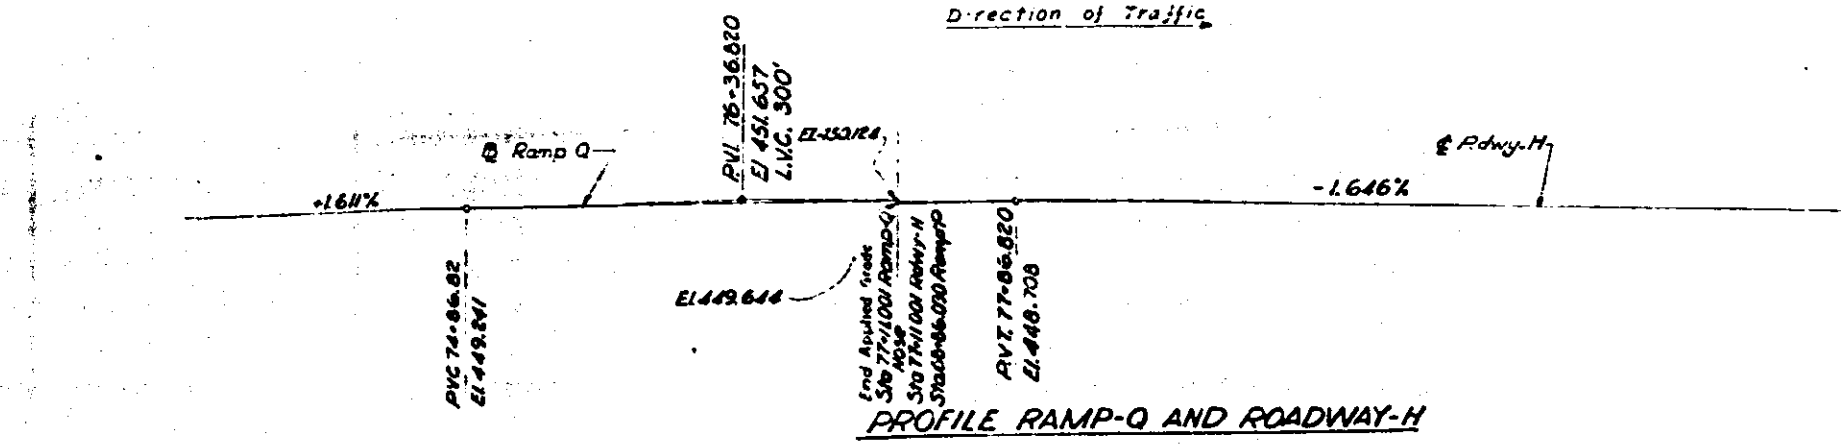 Direction of Traffic
P.V.I. 76+36.820
El 451.657
L.V.C. 300'
El 450.124
℄ Rdwy-H
B Ramp Q
+1.611%
-1.646%
PVC 74+86.82
El 449.241
El 449.644
End Applied Grade
Sta 77+11.001 Ramp-Q
Nose
Sta 77+11.001 Rdwy-H
P.V.T. 77+86.820
El. 448.708
PROFILE RAMP-Q AND ROADWAY-H